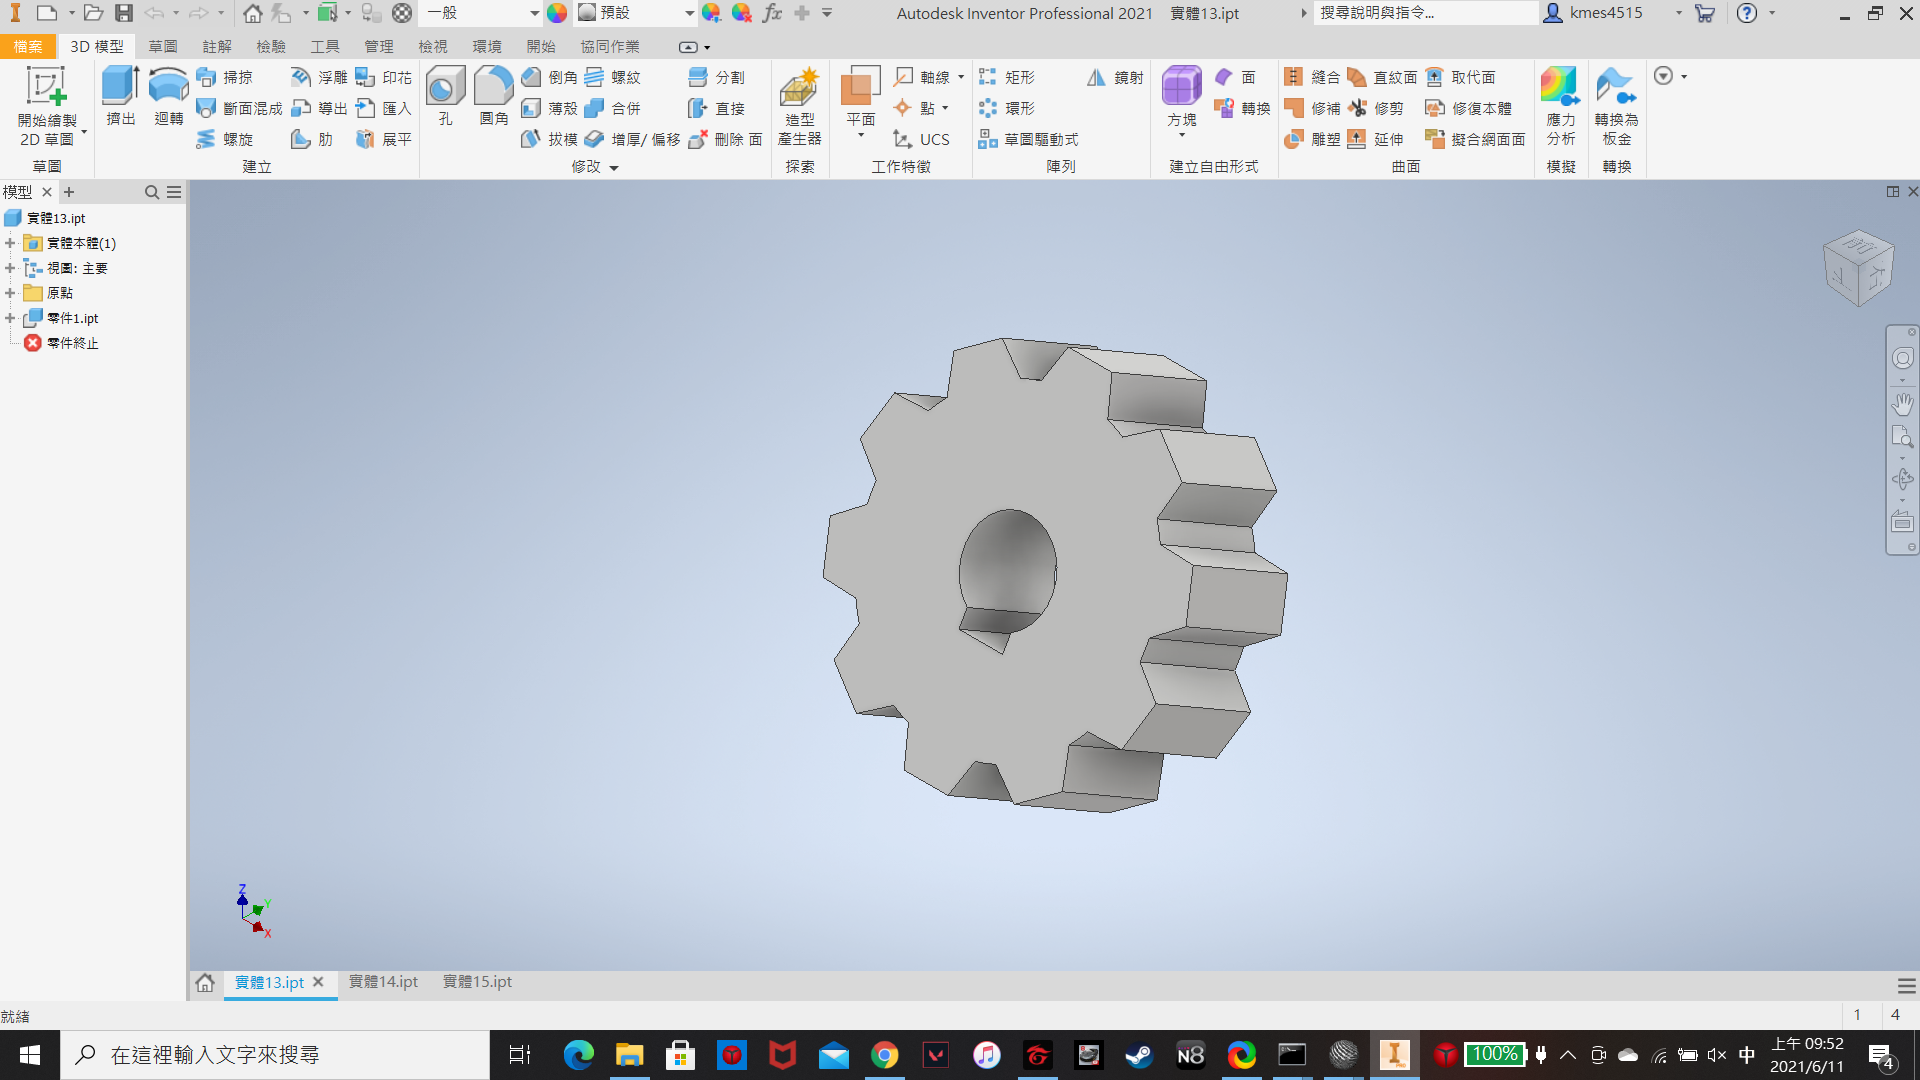 一般
預設
fx
Autodesk Inventor Professional 2021 實體13.ipt
搜尋說明與指令...
kmes4515
檔案 3D 模型 草圖 註解 檢驗 工具 管理 檢視 環境 開始 協同作業
開始繪製
2D 草圖
草圖
擠出
迴轉
掃掠
斷面混成
螺旋
浮雕
導出
肋
印花
匯入
展平
建立
孔
圓角
倒角
薄殼
拔模
螺紋
合併
增厚/ 偏移
分割
直接
刪除 面
修改
造型
產生器
探索
平面
軸線
點
UCS
工作特徵
矩形
環形
草圖驅動式
鏡射
陣列
方塊
面
轉換
建立自由形式
縫合
修補
雕塑
直紋面
修剪
延伸
取代面
修復本體
擬合網面面
曲面
應力
分析
模擬
轉換為
板金
轉換
模型
實體13.ipt
實體本體(1)
視圖: 主要
原點
零件1.ipt
零件終止
Z
Y
X
實體13.ipt
實體14.ipt
實體15.ipt
就緒
1 4
在這裡輸入文字來搜尋
N8
100%
中
上午 09:52
2021/6/11
4